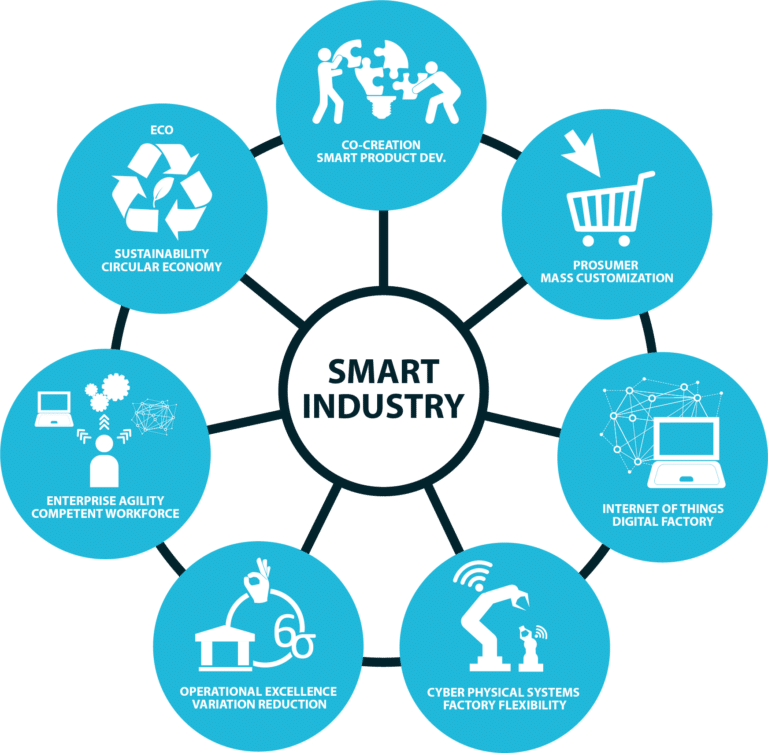 CO-CREATION
SMART PRODUCT DEV.
PROSUMER
MASS CUSTOMIZATION
INTERNET OF THINGS
DIGITAL FACTORY
CYBER PHYSICAL SYSTEMS
FACTORY FLEXIBILITY
6σ
OPERATIONAL EXCELLENCE
VARIATION REDUCTION
ENTERPRISE AGILITY
COMPETENT WORKFORCE
ECO
SUSTAINABILITY
CIRCULAR ECONOMY
SMART
INDUSTRY